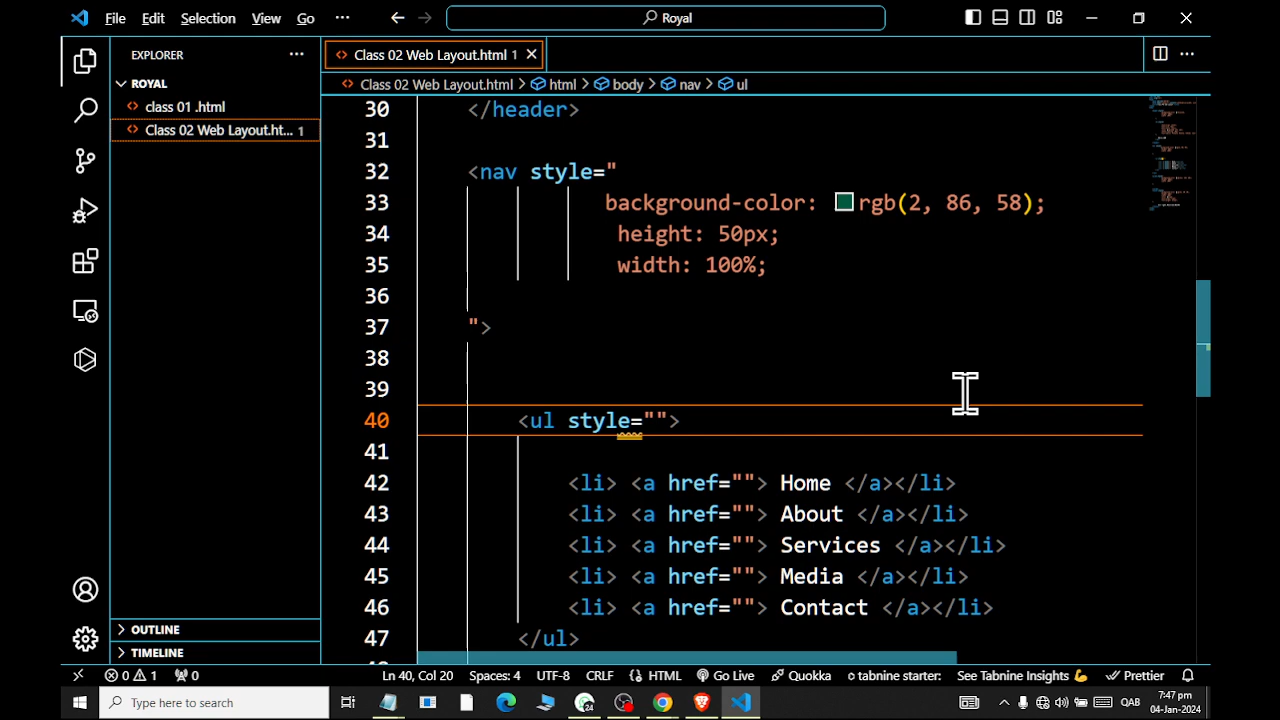 File Edit Selection View Go ··· Royal
EXPLORER ···
ROYAL
class 01 .html
Class 02 Web Layout.ht... 1
OUTLINE
TIMELINE
Class 02 Web Layout.html 1
Class 02 Web Layout.html > html > body > nav > ul
30 </header>
31
32 <nav style="
33 background-color: rgb(2, 86, 58);
34 height: 50px;
35 width: 100%;
36
37 ">
38
39
40 <ul style="">
41
42 <li> <a href=""> Home </a></li>
43 <li> <a href=""> About </a></li>
44 <li> <a href=""> Services </a></li>
45 <li> <a href=""> Media </a></li>
46 <li> <a href=""> Contact </a></li>
47 </ul>
0 1 0 Ln 40, Col 20 Spaces: 4 UTF-8 CRLF HTML Go Live Quokka tabnine starter: See Tabnine Insights Prettier
Type here to search 24 QAB 7:47 pm
04-Jan-2024